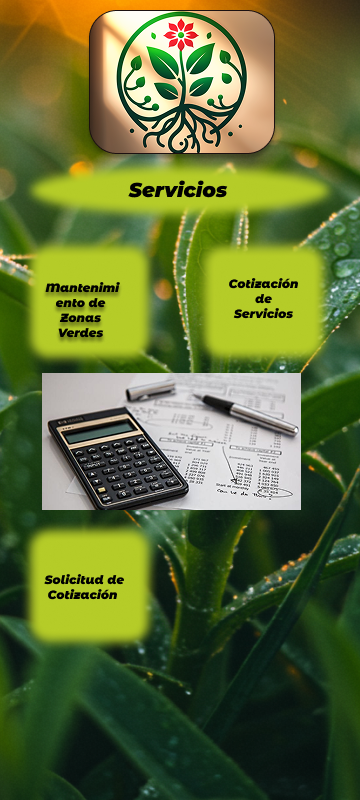 Servicios
Mantenimi
ento de
Zonas
Verdes
Cotización
de
Servicios
Solicitud de
Cotización